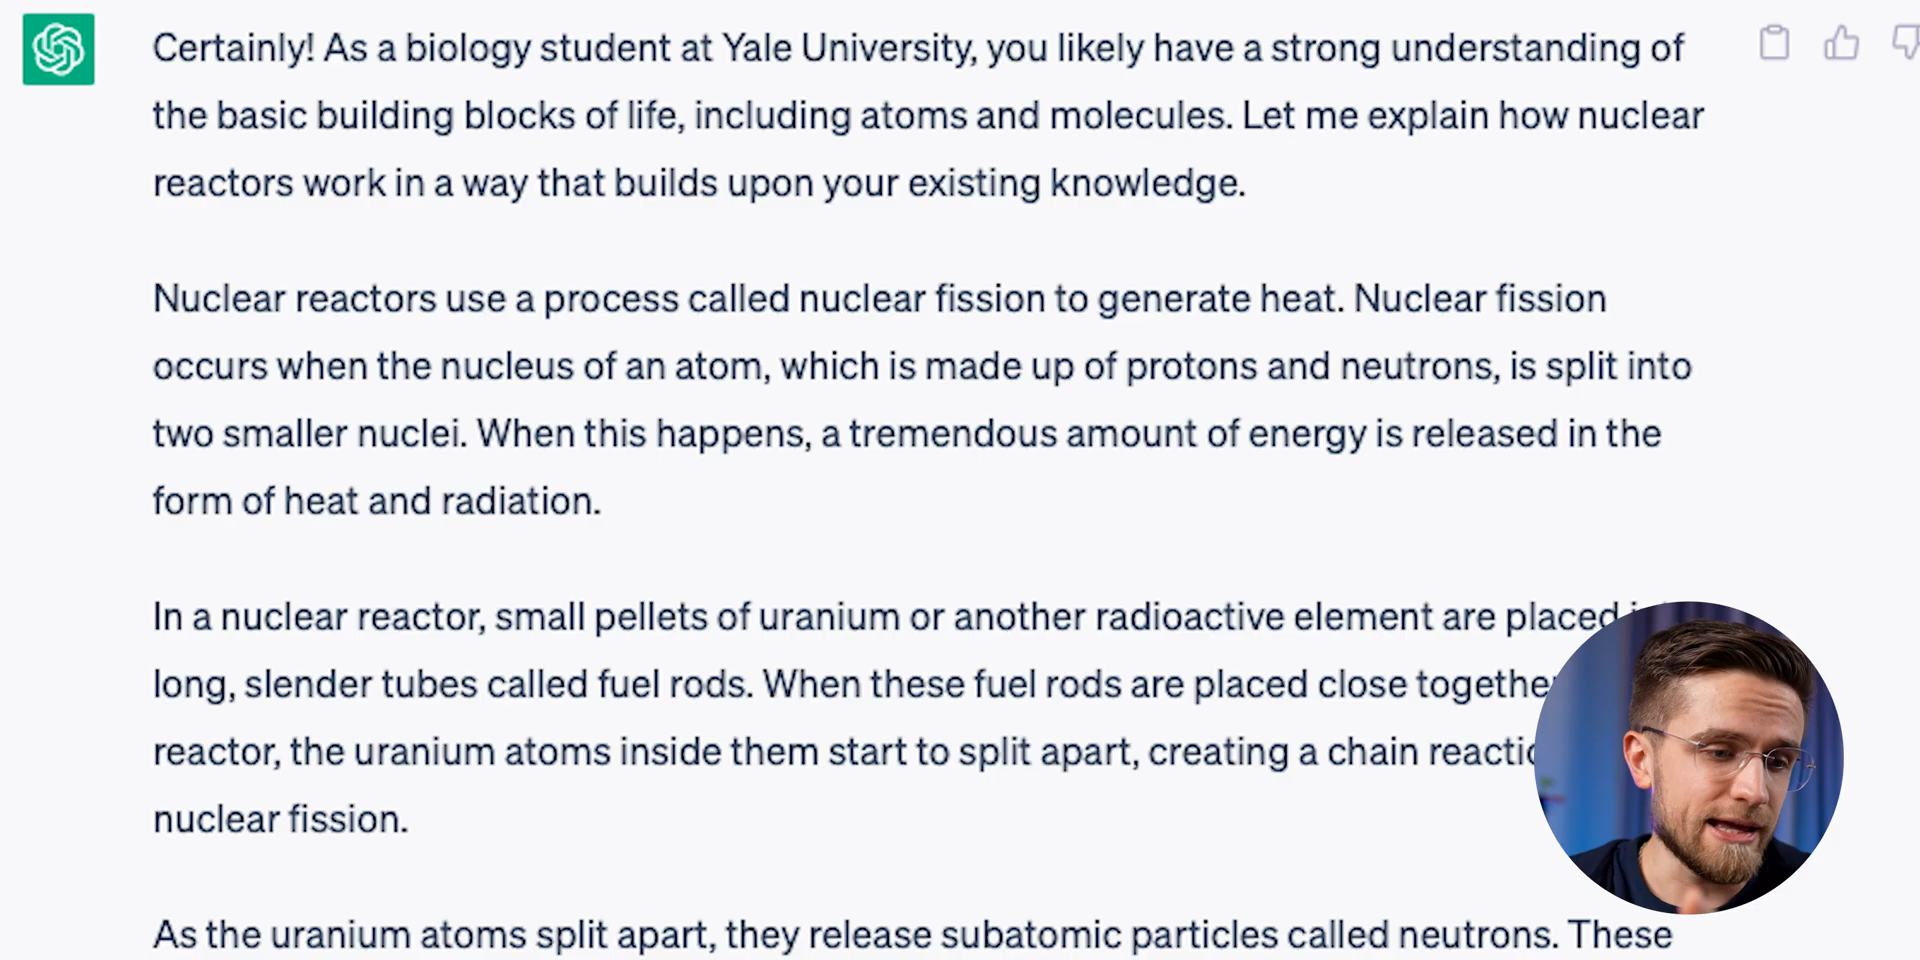 Certainly! As a biology student at Yale University, you likely have a strong understanding of
the basic building blocks of life, including atoms and molecules. Let me explain how nuclear
reactors work in a way that builds upon your existing knowledge.
Nuclear reactors use a process called nuclear fission to generate heat. Nuclear fission
occurs when the nucleus of an atom, which is made up of protons and neutrons, is split into
two smaller nuclei. When this happens, a tremendous amount of energy is released in the
form of heat and radiation.
In a nuclear reactor, small pellets of uranium or another radioactive element are placed
long, slender tubes called fuel rods. When these fuel rods are placed close
reactor, the uranium atoms inside them start to split apart, creating a chain
nuclear fission.
As the uranium atoms split apart, they release subatomic particles called neutrons. These